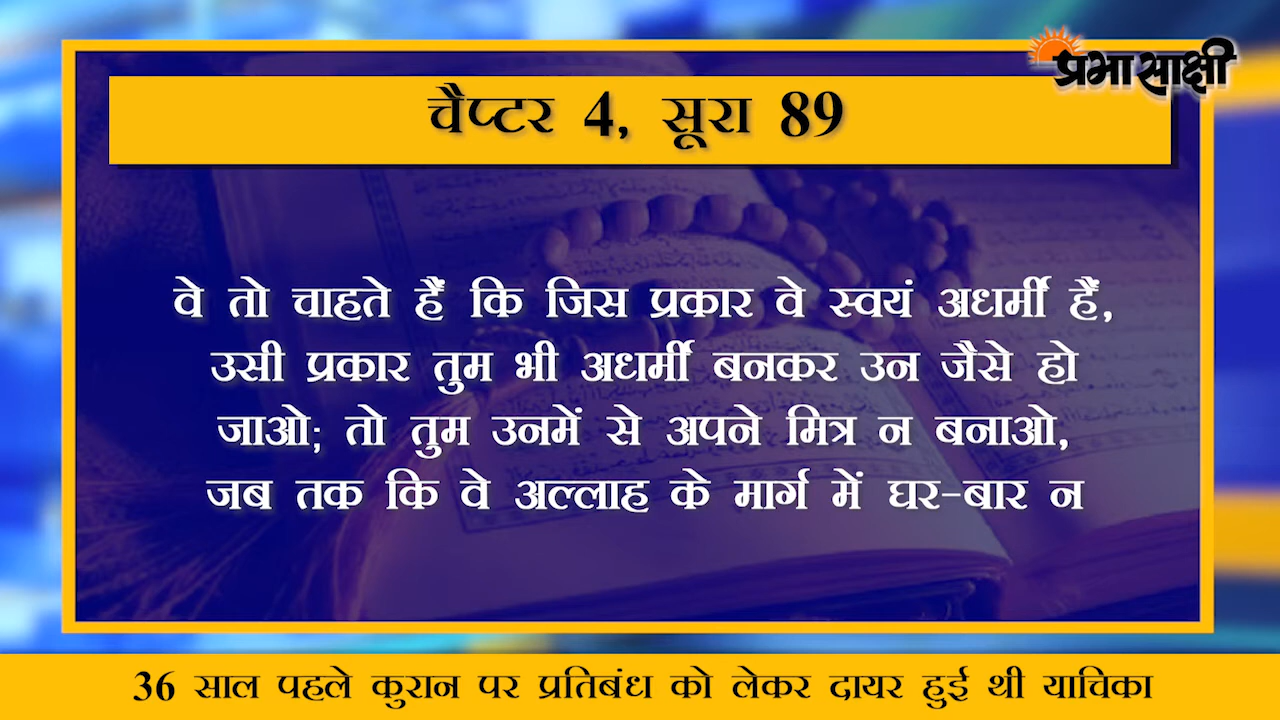 प्रभासाक्षी
चैप्टर 4, सूरा 89
वे तो चाहते हैं कि जिस प्रकार वे स्वयं अधर्मी हैं,
उसी प्रकार तुम भी अधर्मी बनकर उन जैसे हो
जाओ; तो तुम उनमें से अपने मित्र न बनाओ,
जब तक कि वे अल्लाह के मार्ग में घर-बार न
36 साल पहले कुरान पर प्रतिबंध को लेकर दायर हुई थी याचिका